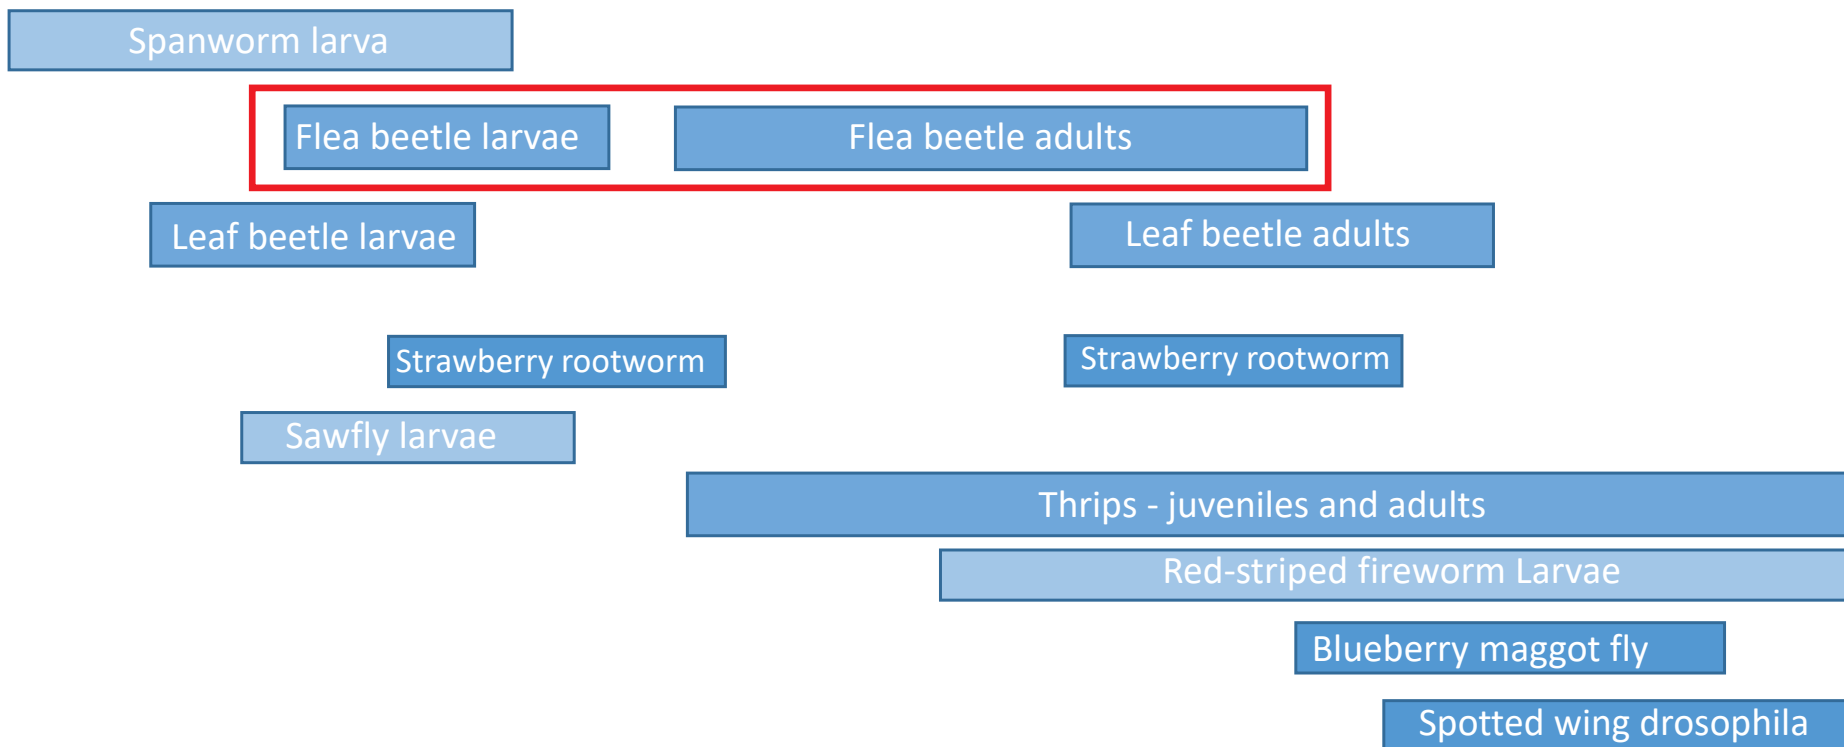 Spanworm larva
Flea beetle larvae
Flea beetle adults
Leaf beetle larvae
Leaf beetle adults
Strawberry rootworm
Strawberry rootworm
Sawfly larvae
Thrips - juveniles and adults
Red-striped fireworm Larvae
Blueberry maggot fly
Spotted wing drosophila